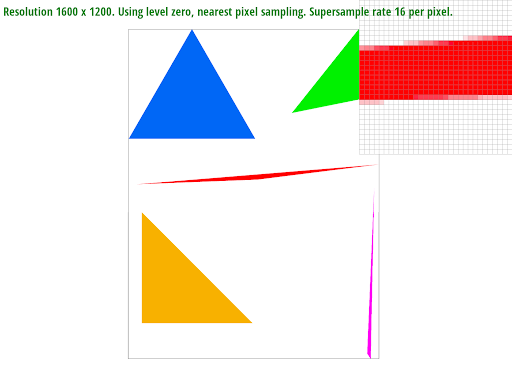 Resolution 1600 x 1200. Using level zero, nearest pixel sampling. Supersample rate 16 per pixel.